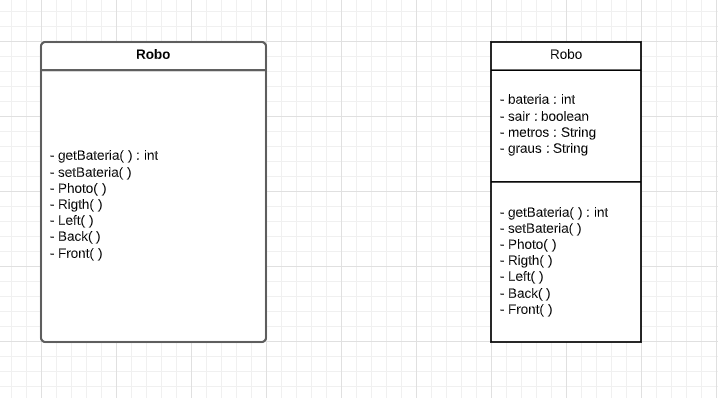 Robo
- getBateria( ) : int
- setBateria( )
- Photo( )
- Rigth( )
- Left( )
- Back( )
- Front( )
Robo
- bateria : int
- sair : boolean
- metros : String
- graus : String
- getBateria( ) : int
- setBateria( )
- Photo( )
- Rigth( )
- Left( )
- Back( )
- Front( )